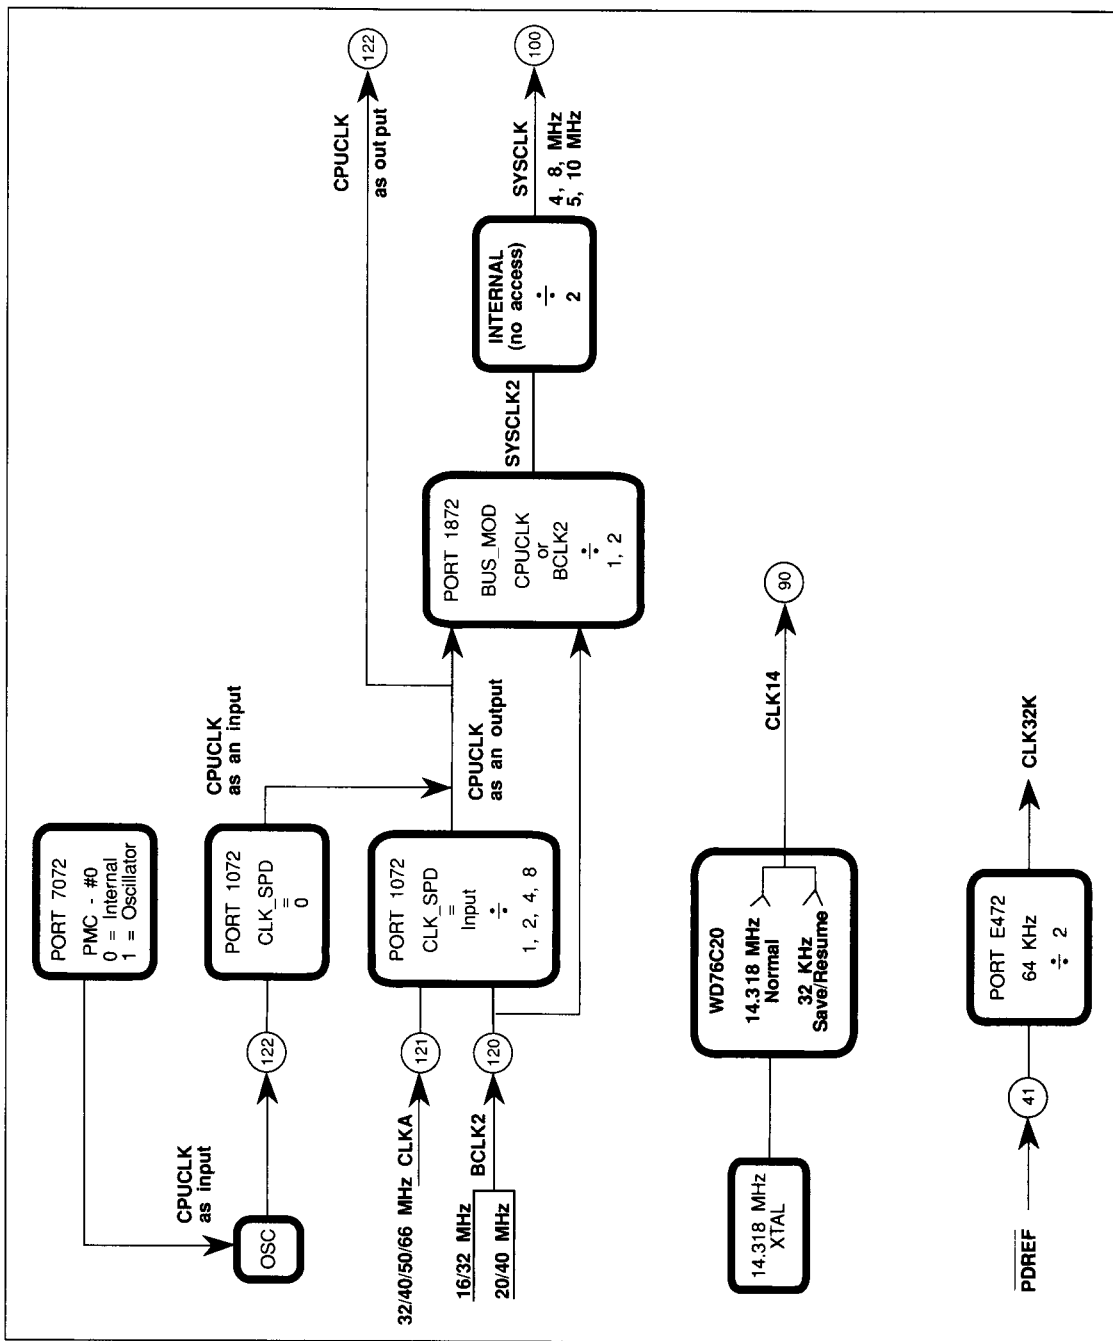 PORT 7072
PMC - #0
0 = Internal
1 = Oscillator
CPUCLK
as input
OSC
122
PORT 1072
CLK_SPD
=
0
CPUCLK
as an input
CPUCLK
as output
122
32/40/50/66 MHz CLKA
121
16/32 MHz
20/40 MHz
BCLK2
120
PORT 1072
CLK_SPD
=
Input
÷
1, 2, 4, 8
CPUCLK
as an output
PORT 1872
BUS_MOD
CPUCLK
or
BCLK2
÷
1, 2
SYSCLK2
INTERNAL
(no access)
÷
2
SYSCLK
4, 8, MHz
5, 10 MHz
100
14.318 MHz
XTAL
WD76C20
14.318 MHz
Normal
32 KHz
Save/Resume
CLK14
90
PDREF
41
PORT E472
64 KHz
÷ 2
CLK32K